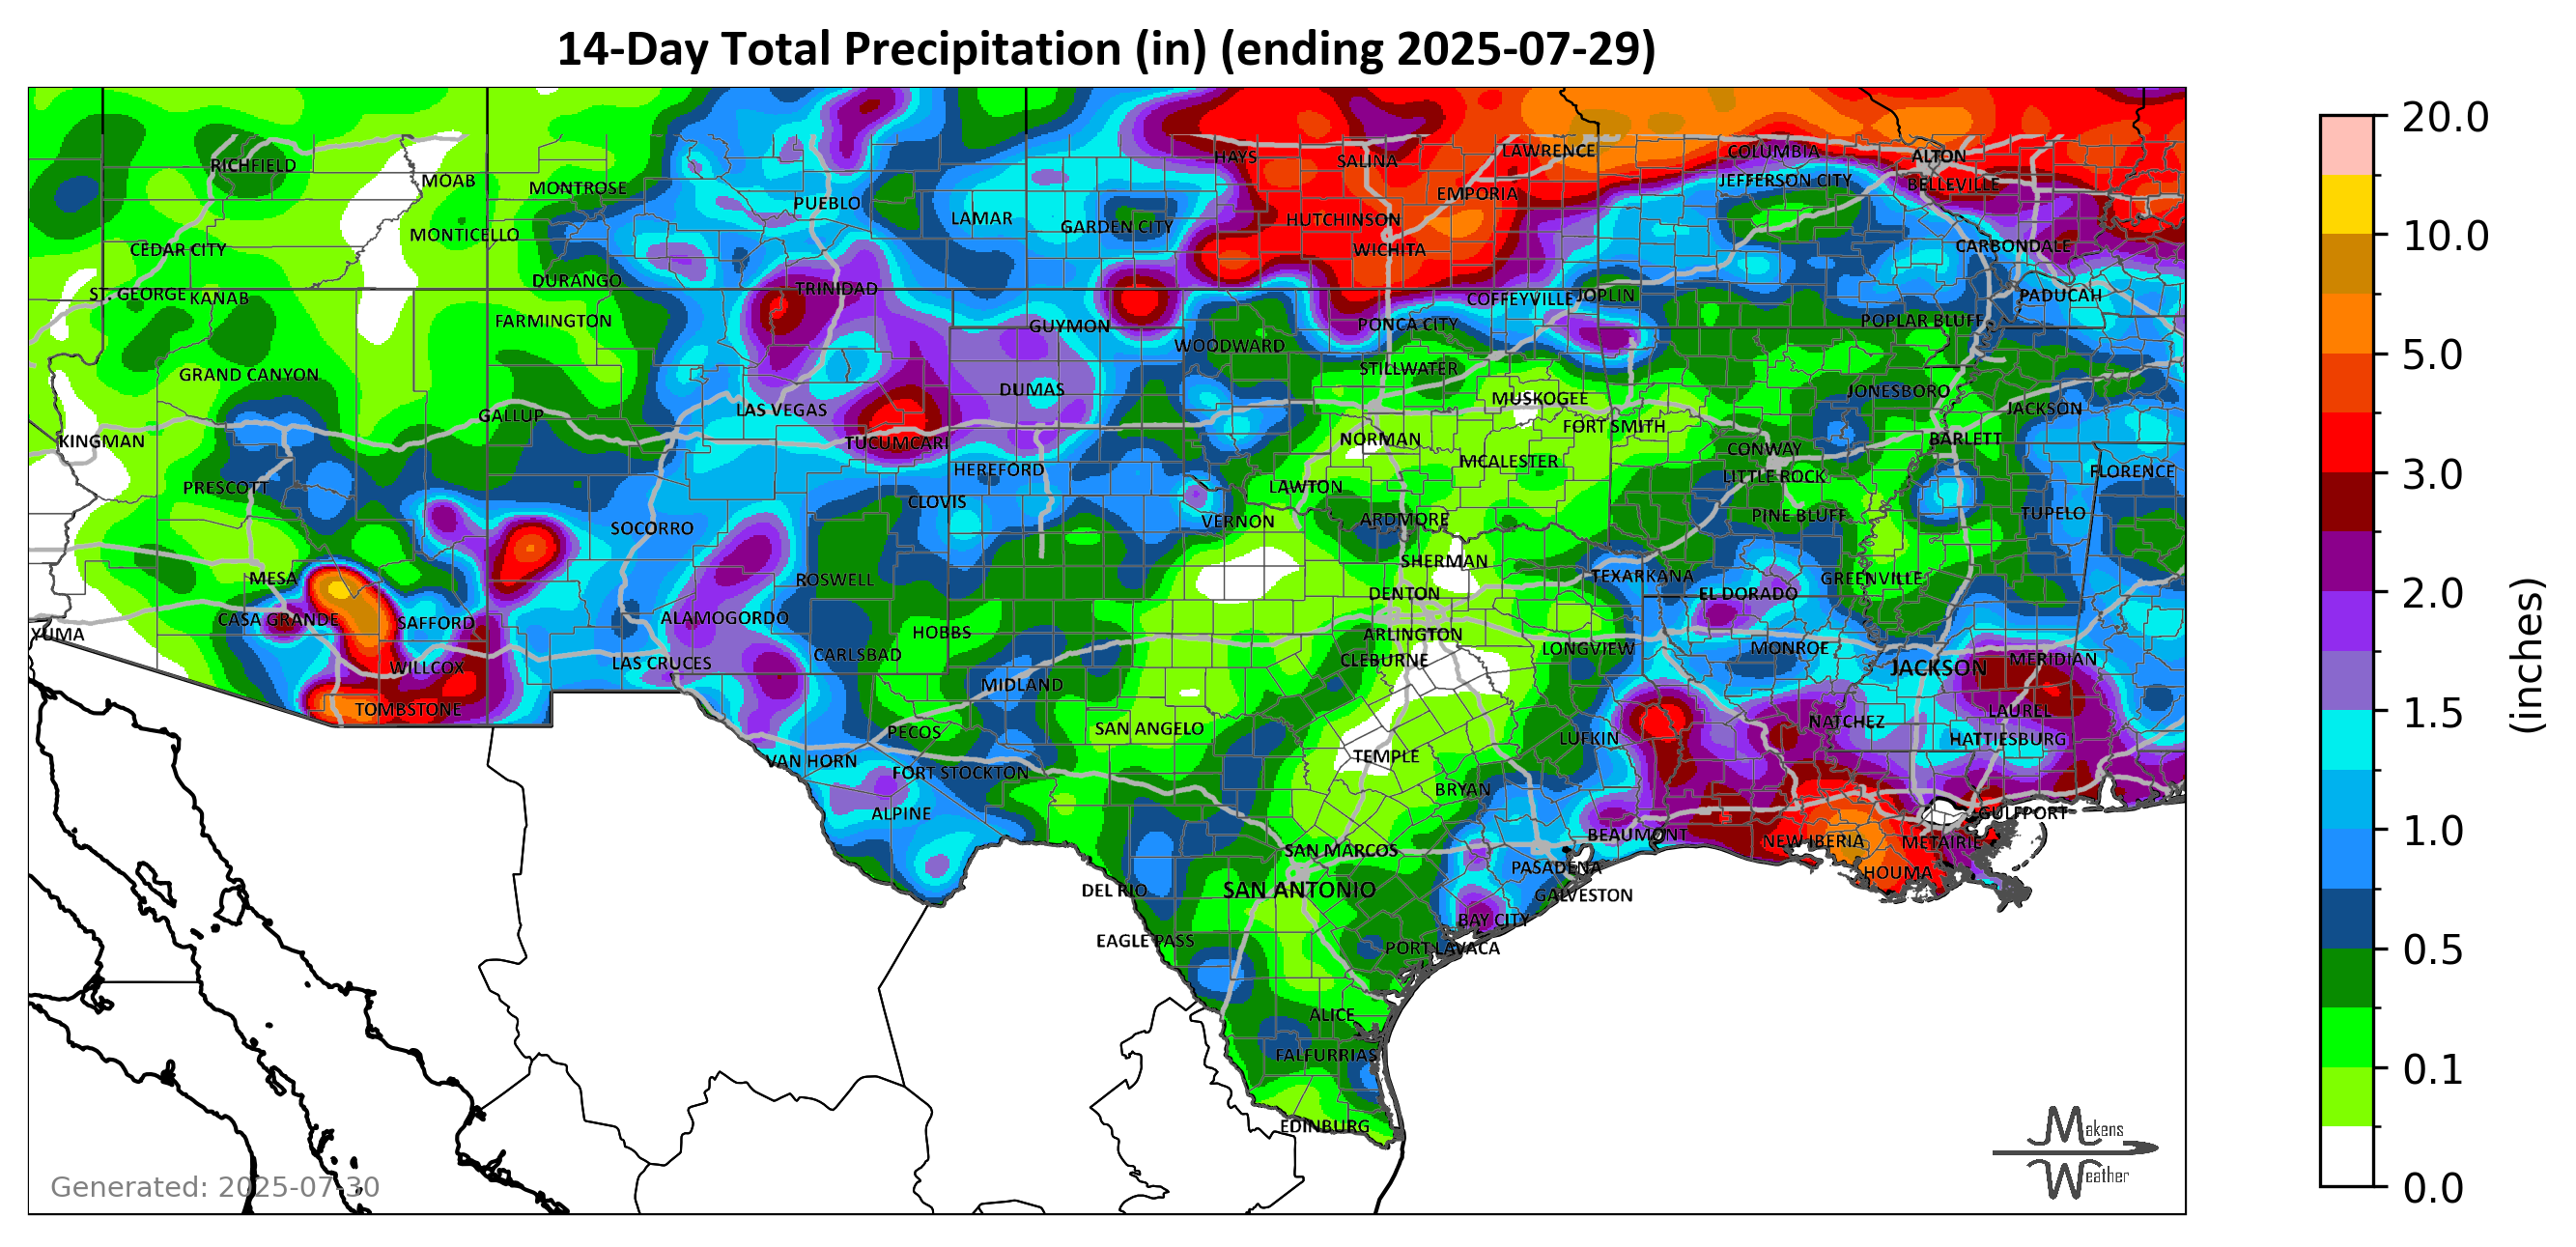 14-Day Total Precipitation (in) (ending 2025-07-29)
RICHFIELD
MOAB
MONTROSE
PUEBLO
LAMAR
GARDEN CITY
HAYS
SALINA
LAWRENCE
EMPORIA
HUTCHINSON
WICHITA
COLUMBIA
JEFFERSON CITY
ALTON
BELLEVILLE
CARBONDALE
CEDAR CITY
MONTICELLO
DURANGO
ST. GEORGE
KANAB
TRINIDAD
COFFEYVILLE
JOPLIN
PADUCAH
FARMINGTON
GUYMON
WOODWARD
PONCA CITY
POPLAR BLUFF
GRAND CANYON
DUMAS
STILLWATER
MUSKOGEE
JONESBORO
JACKSON
GALLUP
LAS VEGAS
TUCUMCARI
NORMAN
FORT SMITH
KINGMAN
HEREFORD
MCALESTER
CONWAY
BARLETT
LITTLE ROCK
FLORENCE
PRESCOTT
CLOVIS
LAWTON
SOCORRO
VERNON
ARDMORE
PINE BLUFF
TUPELO
MESA
ROSWELL
SHERMAN
TEXARKANA
GREENVILLE
CASA GRANDE
SAFFORD
ALAMOGORDO
HOBBS
DENTON
EL DORADO
YUMA
ARLINGTON
WILLCOX
LAS CRUCES
CARLSBAD
CLEBURNE
LONGVIEW
MONROE
JACKSON
MERIDIAN
TOMBSTONE
MIDLAND
PECOS
SAN ANGELO
LUFKIN
NATCHEZ
LAUREL
HATTIESBURG
VAN HORN
FORT STOCKTON
TEMPLE
ALPINE
BRYAN
GULFPORT
SAN MARCOS
BEAUMONT
NEW IBERIA
METAIRIE
DEL RIO
SAN ANTONIO
PASADENA
HOUMA
GALVESTON
EAGLE PASS
BAY CITY
PORT LAVACA
ALICE
FALFURRIAS
EDINBURG
Generated: 2025-07-30
Makens
Weather
20.0
10.0
5.0
3.0
2.0
1.5
1.0
0.5
0.1
0.0
(inches)